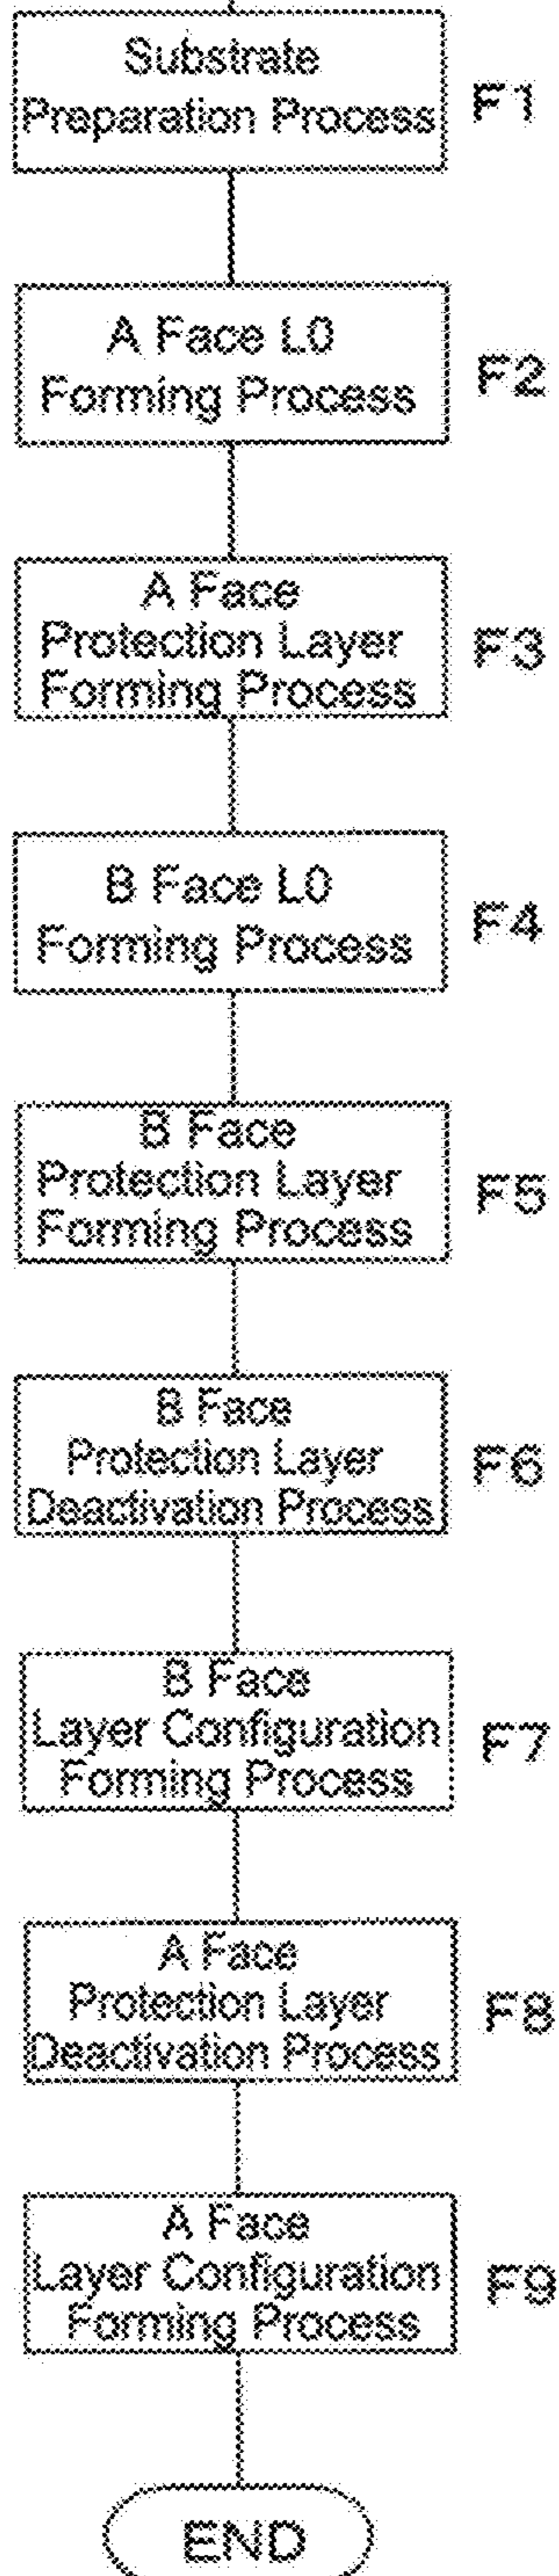 Substrate
Preparation Process
F1
A Face L0
Forming Process
F2
A Face
Protection Layer
Forming Process
F3
B Face L0
Forming Process
F4
B Face
Protection Layer
Forming Process
F5
B Face
Protection Layer
Deactivation Process
F6
B Face
Layer Configuration
Forming Process
F7
A Face
Protection Layer
Deactivation Process
F8
A Face
Layer Configuration
Forming Process
F9
END